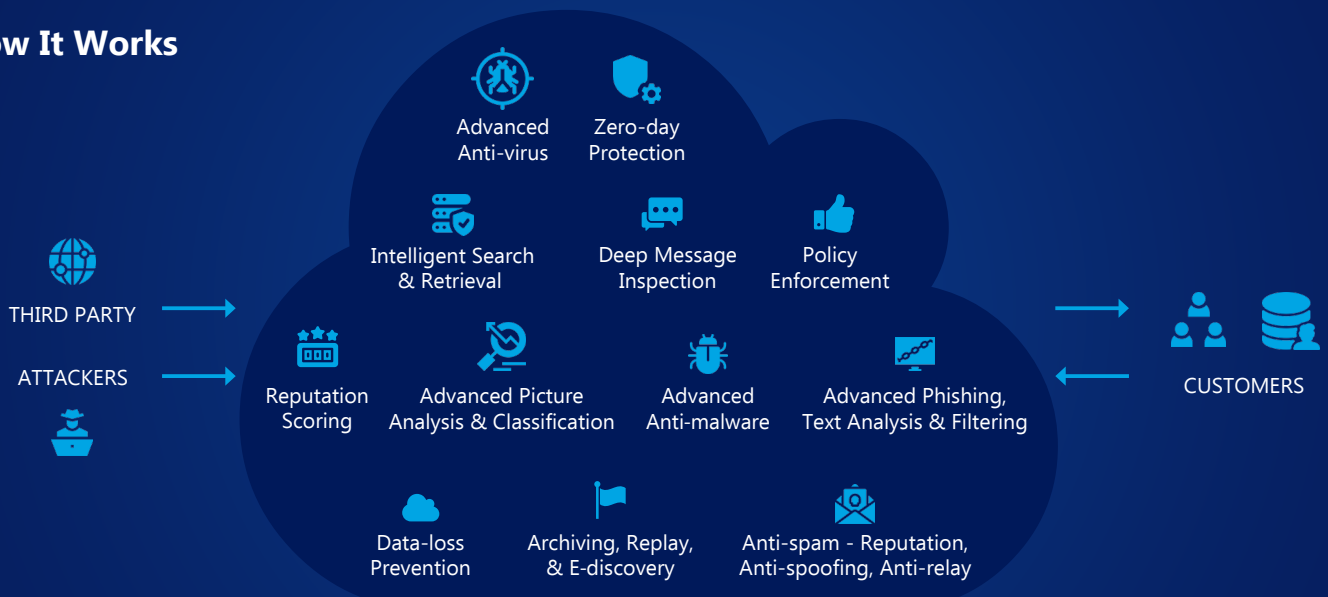 ow It Works
Advanced
Anti-virus
Zero-day
Protection
Intelligent Search
& Retrieval
Deep Message
Inspection
Policy
Enforcement
THIRD PARTY
ATTACKERS
Reputation
Scoring
Advanced Picture
Analysis & Classification
Advanced
Anti-malware
Advanced Phishing,
Text Analysis & Filtering
CUSTOMERS
Data-loss
Prevention
Archiving, Replay,
& E-discovery
Anti-spam - Reputation,
Anti-spoofing, Anti-relay